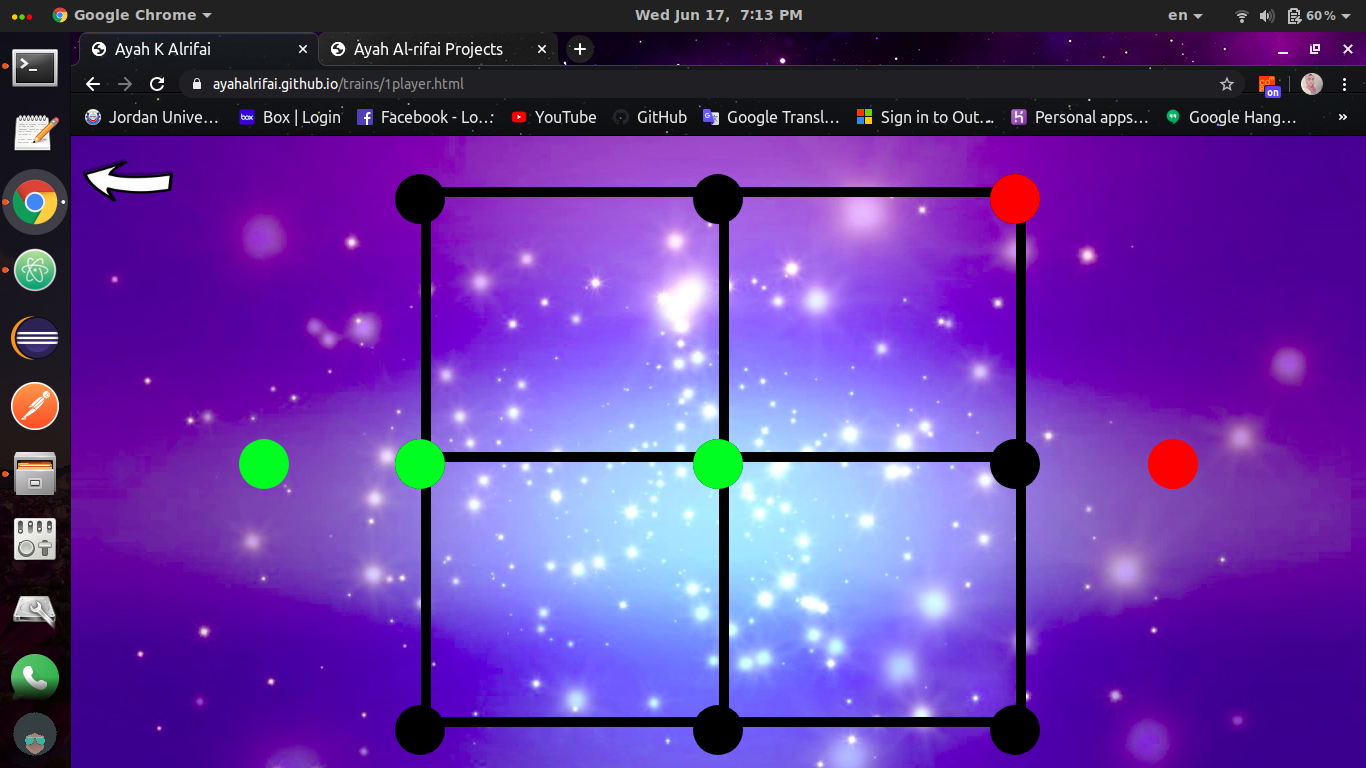 Google Chrome Wed Jun 17, 7:13 PM en 60%
Ayah K Alrifai Ayah Al-rifai Projects
ayahalrifai.github.io/trains/1player.html
on
Jordan Unive… box Box | Login Facebook - Lo… YouTube GitHub Google Transl… Sign in to Out… Personal apps… Google Hang… »